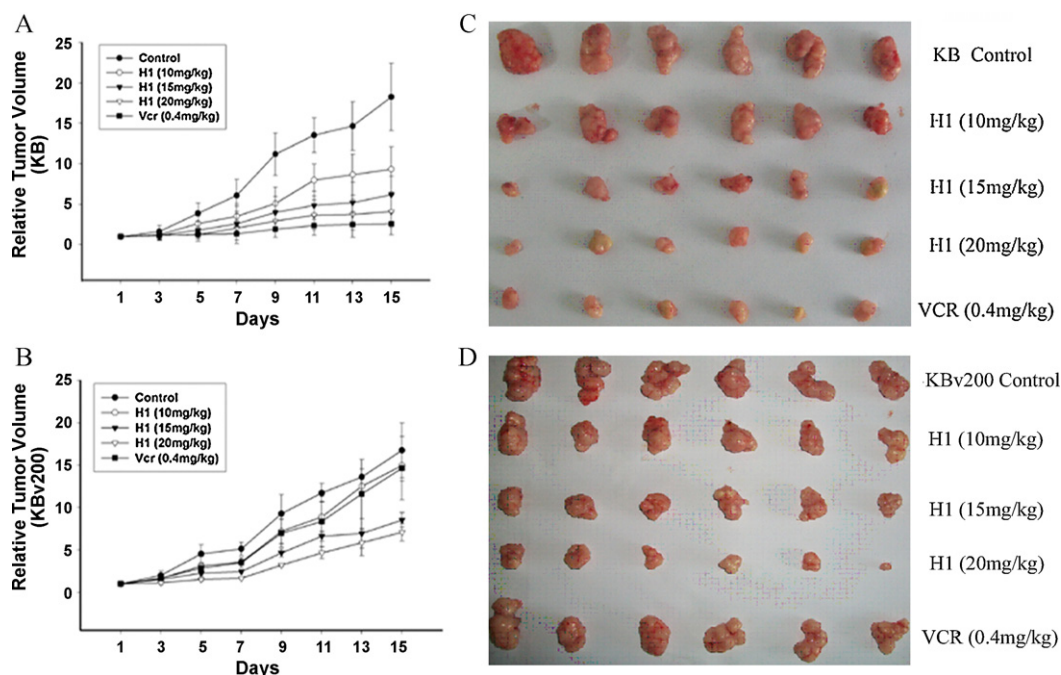 A
Relative Tumor Volume
(KB)
25
20
15
10
5
0
Control
H1 (10mg/kg)
H1 (15mg/kg)
H1 (20mg/kg)
Vcr (0.4mg/kg)
1 3 5 7 9 11 13 15
Days
B
Relative Tumor Volume
(KBv200)
25
20
15
10
5
0
Control
H1 (10mg/kg)
H1 (15mg/kg)
H1 (20mg/kg)
Vcr (0.4mg/kg)
1 3 5 7 9 11 13 15
Days
C
KB Control
H1 (10mg/kg)
H1 (15mg/kg)
H1 (20mg/kg)
VCR (0.4mg/kg)
D
KBv200 Control
H1 (10mg/kg)
H1 (15mg/kg)
H1 (20mg/kg)
VCR (0.4mg/kg)